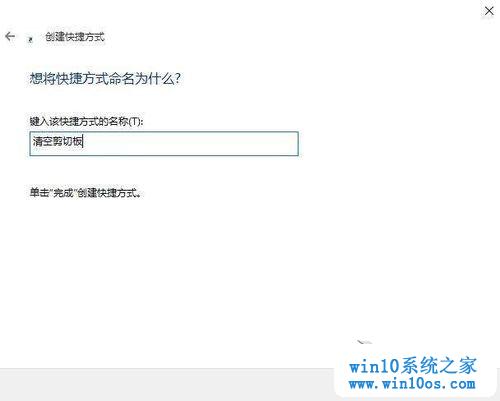 创建快捷方式
想将快捷方式命名为什么?
键入该快捷方式的名称(T):
清空剪切板
单击"完成"创建快捷方式。
win10系统之家
www.win10os.com